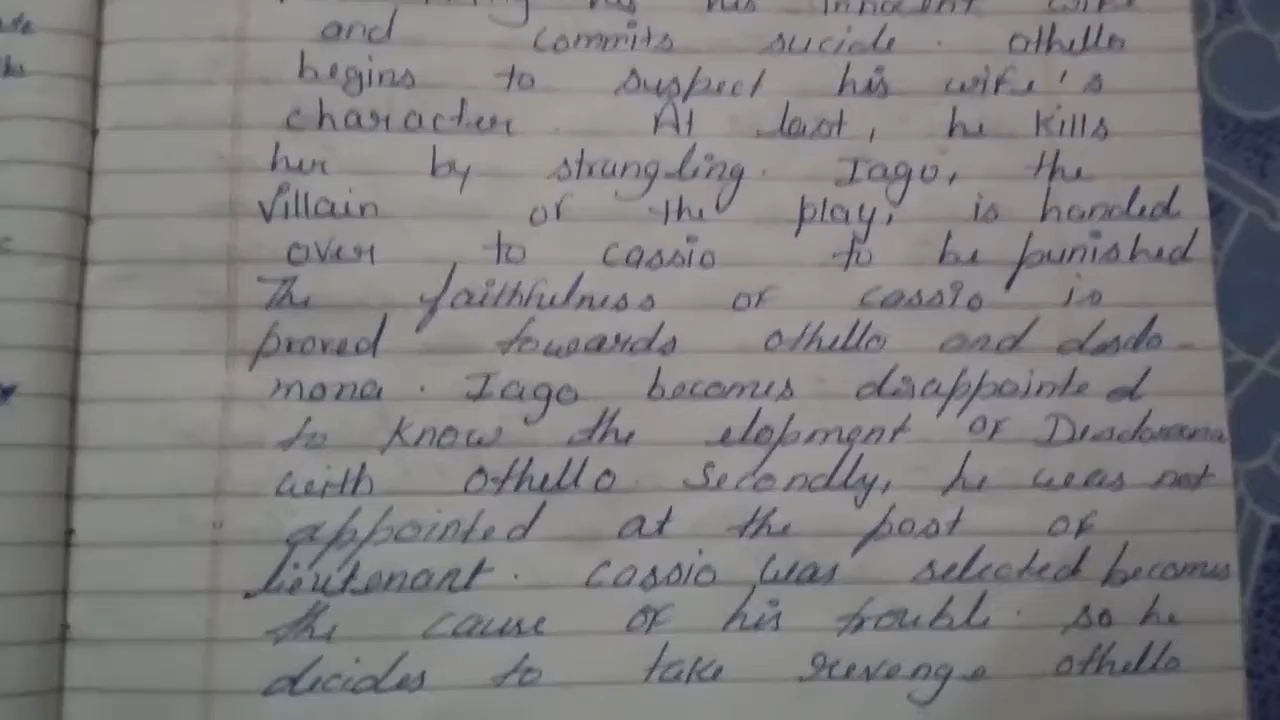 his innocent wife
and commits suicide. Othello
begins to suspect his wife's
character. At last, he kills
her by strangling. Iago, the
Villain of the play, is handed
over to cassio to be punished
The faithfulness of cassio is
proved towards othello and desde-
mona. Iago becomes disappointed
to know the elopment of Desdemona
with Othello. Secondly, he was not
appointed at the post of
lieutenant. Cassio was selected becomes
the cause of his trouble. so he
decides to take revenge othello